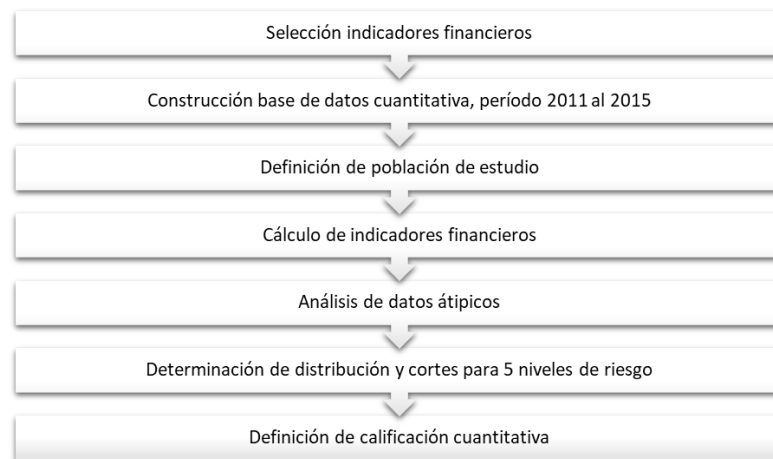 Selección indicadores financieros
Construcción base de datos cuantitativa, período 2011 al 2015
Definición de población de estudio
Cálculo de indicadores financieros
Análisis de datos átipicos
Determinación de distribución y cortes para 5 niveles de riesgo
Definición de calificación cuantitativa